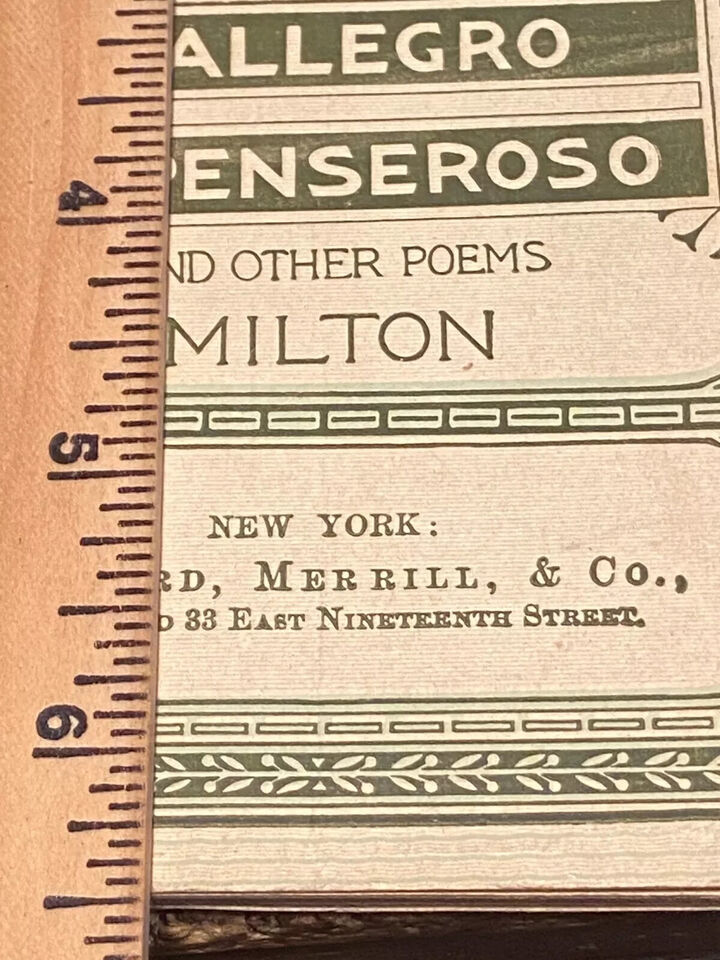 ALLEGRO
PENSEROSO
ND OTHER POEMS
MILTON
NEW YORK:
RD, MERRILL, & CO.,
D 33 EAST NINETEENTH STREET.
4
5
6